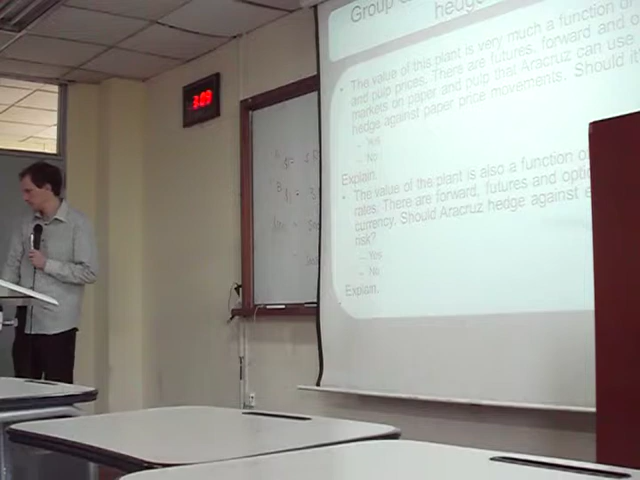 3:09
Group
hedge
• The value of this plant is very much a function
and pulp prices. There are futures, forward and
markets on paper and pulp that Aracruz can use
hedge against paper price movements. Should it
– Yes
– No
Explain.
• The value of the plant is also a function
rates. There are forward, futures and
currency. Should Aracruz hedge against
risk?
– Yes
– No
Explain.